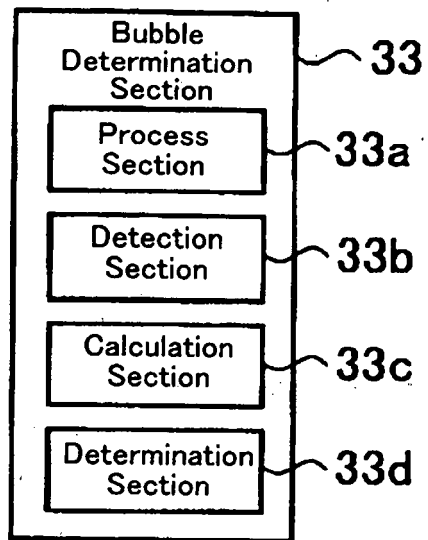 Bubble
Determination
Section
33
Process
Section
33a
Detection
Section
33b
Calculation
Section
33c
Determination
Section
33d